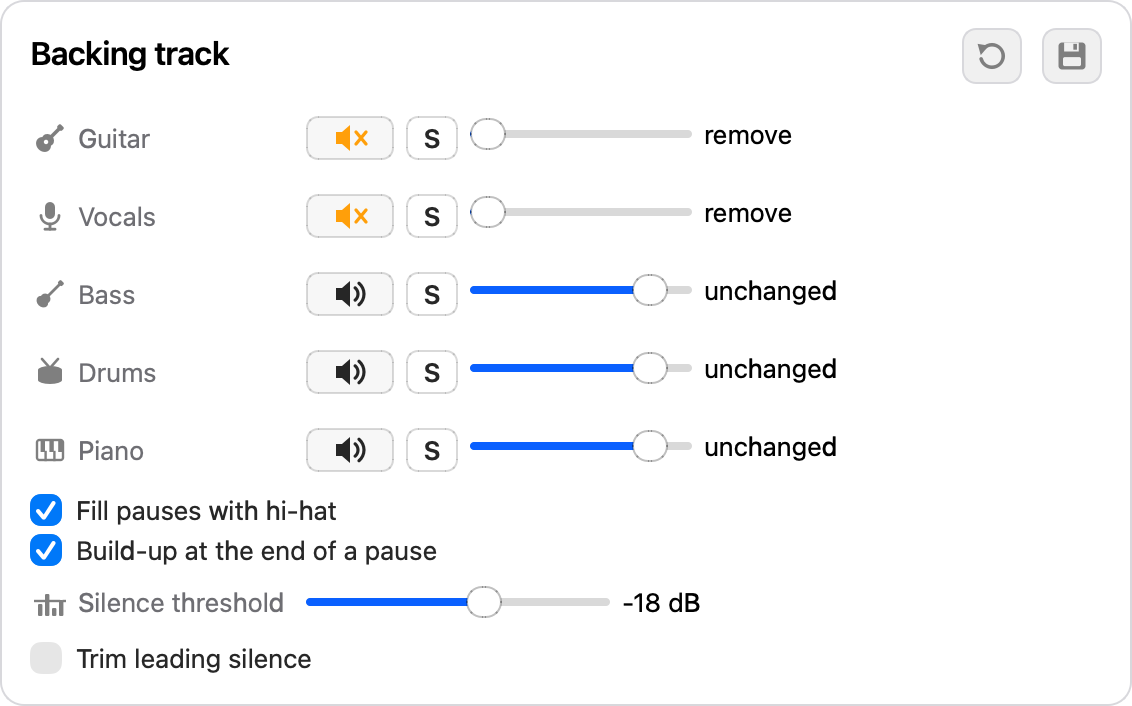 Backing track
Guitar S remove
Vocals S remove
Bass S unchanged
Drums S unchanged
Piano S unchanged
Fill pauses with hi-hat
Build-up at the end of a pause
Silence threshold -18 dB
Trim leading silence